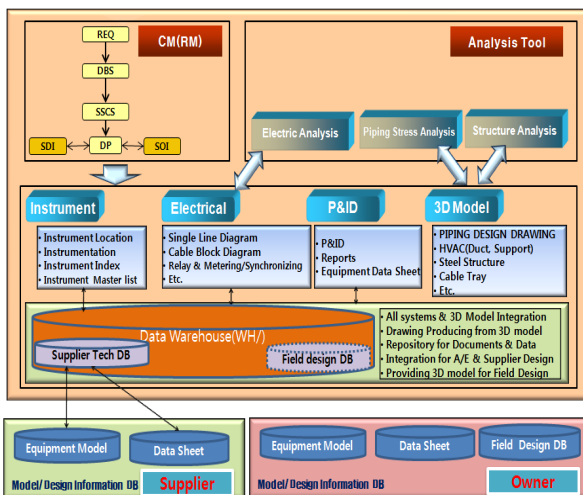 REQ
CM(RM)
DBS
SSCS
SDI
DP
SOI
Analysis Tool
Electric Analysis
Piping Stress Analysis
Structure Analysis
Instrument
• Instrument Location
• Instrumentation
• Instrument Index
• Instrument Master list
Electrical
• Single Line Diagram
• Cable Block Diagram
• Relay & Metering/Synchronizing
• Etc.
P&ID
• P&ID
• Reports
• Equipment Data Sheet
3D Model
• PIPING DESIGN DRAWING
• HVAC(Duct, Support)
• Steel Structure
• Cable Tray
• Etc.
Data Warehouse(WH/)
Supplier Tech DB
Field design DB
• All systems & 3D Model Integration
• Drawing Producing from 3D model
• Repository for Documents & Data
• Integration for A/E & Supplier Design
• Providing 3D model for Field Design
Equipment Model
Data Sheet
Model/Design Information DB
Supplier
Equipment Model
Data Sheet
Field Design DB
Model/Design Information DB
Owner